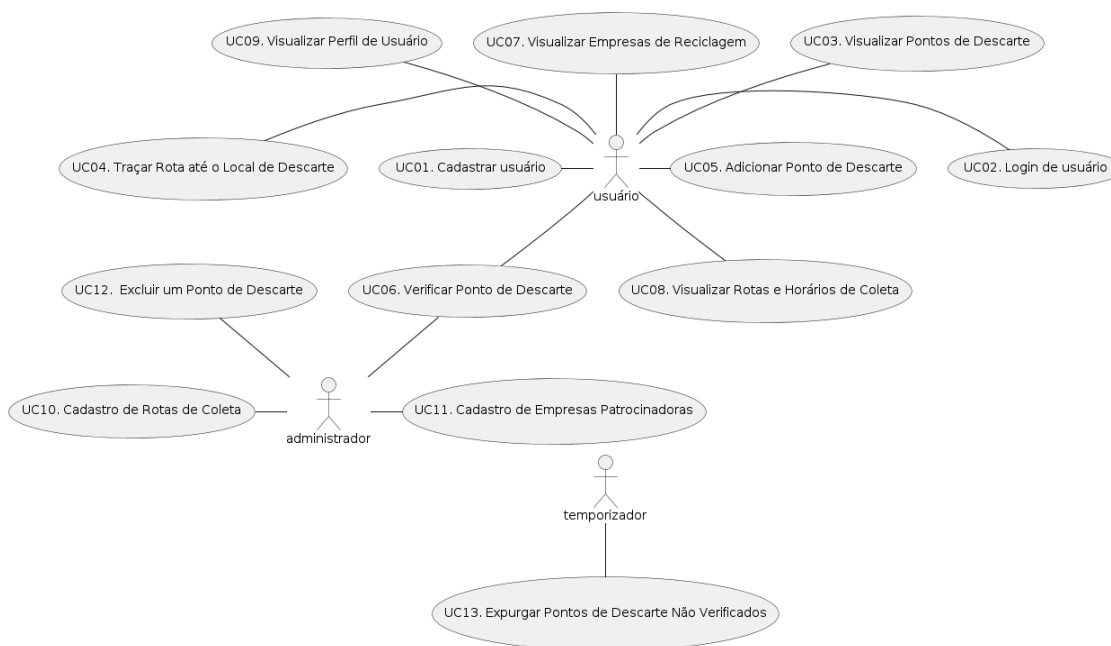 UC09. Visualizar Perfil de Usuário
UC07. Visualizar Empresas de Reciclagem
UC03. Visualizar Pontos de Descarte
UC04. Traçar Rota até o Local de Descarte
UC01. Cadastrar usuário
UC05. Adicionar Ponto de Descarte
UC02. Login de usuário
usuário
UC12.  Excluir um Ponto de Descarte
UC06. Verificar Ponto de Descarte
UC08. Visualizar Rotas e Horários de Coleta
UC10. Cadastro de Rotas de Coleta
UC11. Cadastro de Empresas Patrocinadoras
administrador
temporizador
UC13. Expurgar Pontos de Descarte Não Verificados